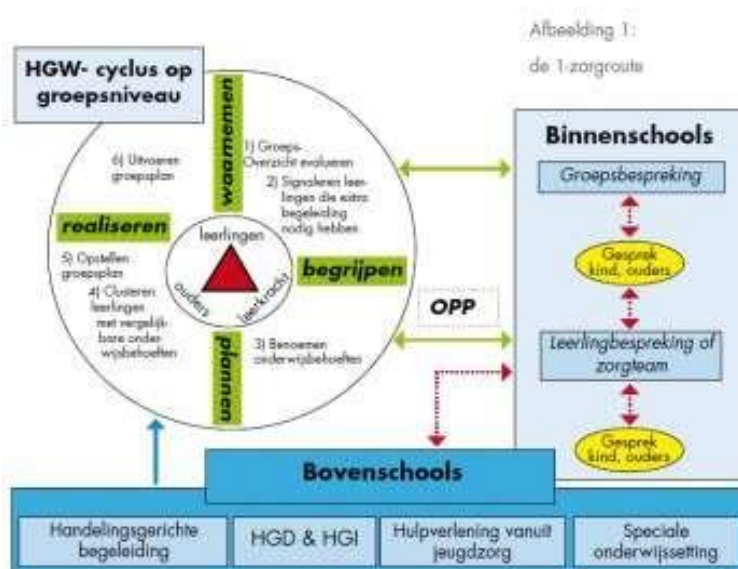 Afbeelding 1:
de 1-zorgroute
HGW- cyclus op
groepsniveau
waarnemen
1) Groeps-
Overzicht evalueren
2) Signaleren leer-
lingen die extra
begeleiding
nodig hebben
begrijpen
3) Benoemen
onderwijsbehoeften
plannen
4) Clusteren
leerlingen
met vergelijk-
bare onder
wijsbehoeften
5) Opstellen
groepsplan
realiseren
6) Uitvoeren
groepsplan
leerlingen
ouders
leerkracht
OPP
Binnenschools
Groepsbespreking
Gesprek
kind, ouders
Leerlingbespreking of
zorgteam
Gesprek
kind, ouders
Bovenschools
Handelingsgerichte
begeleiding
HGD & HGI
Hulpverlening vanuit
jeugdzorg
Speciale
onderwijssetting